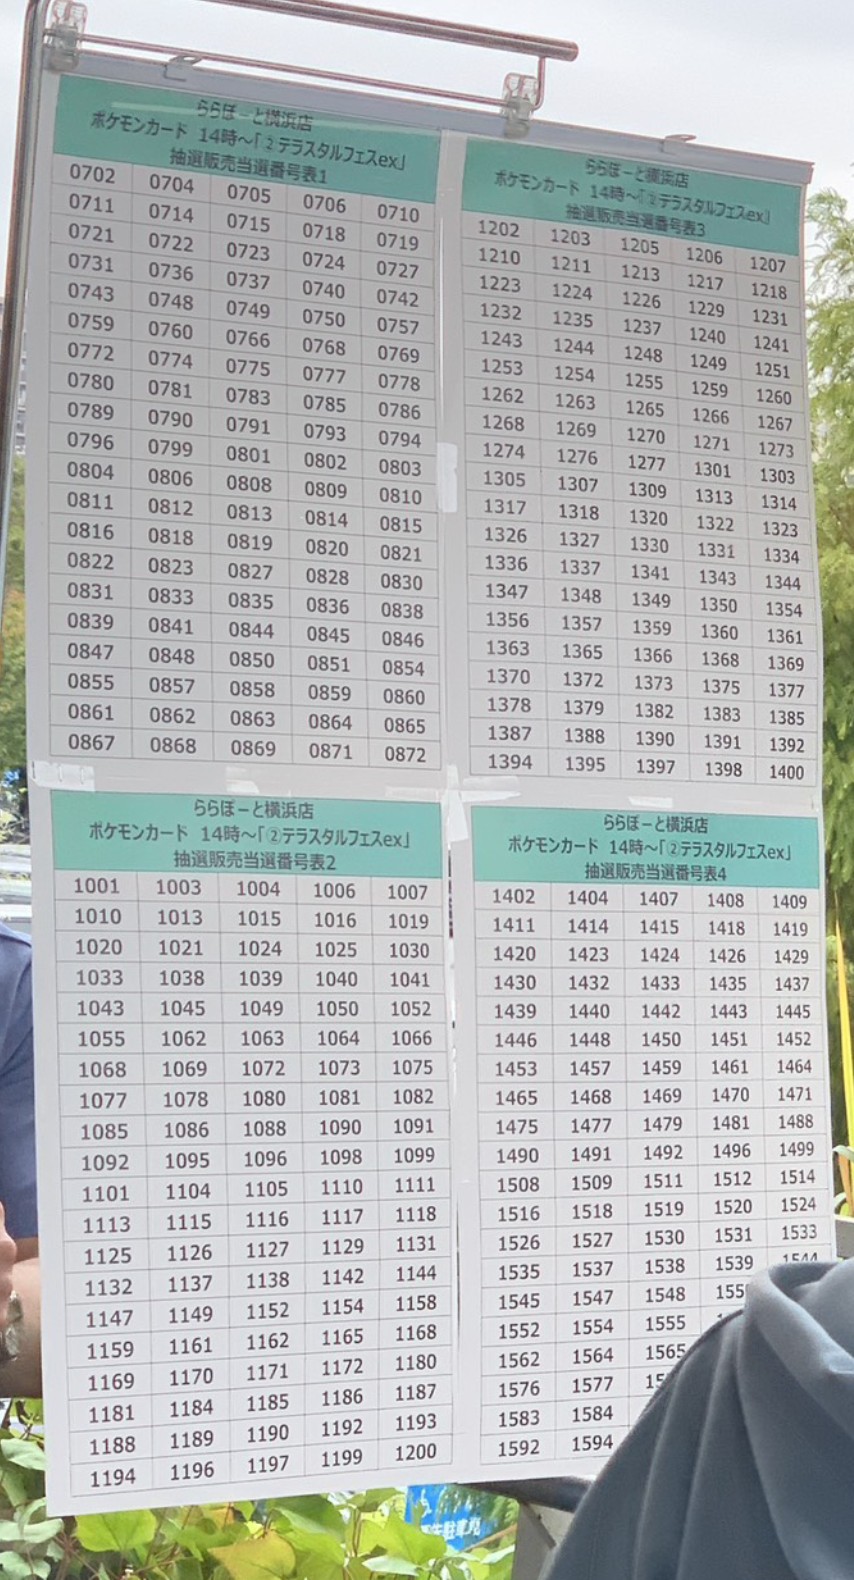 ららぽーと横浜店
ポケモンカード 14時～「②テラスタルフェスex」
抽選販売当選番号表1
0702 0704 0705 0706 0710
0711 0714 0715 0718 0719
0721 0722 0723 0724 0727
0731 0736 0737 0740 0742
0743 0748 0749 0750 0757
0759 0760 0766 0768 0769
0772 0774 0775 0777 0778
0780 0781 0783 0785 0786
0789 0790 0791 0793 0794
0796 0799 0801 0802 0803
0804 0806 0808 0809 0810
0811 0812 0813 0814 0815
0816 0818 0819 0820 0821
0822 0823 0827 0828 0830
0831 0833 0835 0836 0838
0839 0841 0844 0845 0846
0847 0848 0850 0851 0854
0855 0857 0858 0859 0860
0861 0862 0863 0864 0865
0867 0868 0869 0871 0872
ららぽーと横浜店
ポケモンカード 14時～「②テラスタルフェスex」
抽選販売当選番号表2
1001 1003 1004 1006 1007
1010 1013 1015 1016 1019
1020 1021 1024 1025 1030
1033 1038 1039 1040 1041
1043 1045 1049 1050 1052
1055 1062 1063 1064 1066
1068 1069 1072 1073 1075
1077 1078 1080 1081 1082
1085 1086 1088 1090 1091
1092 1095 1096 1098 1099
1101 1104 1105 1110 1111
1113 1115 1116 1117 1118
1125 1126 1127 1129 1131
1132 1137 1138 1142 1144
1147 1149 1152 1154 1158
1159 1161 1162 1165 1168
1169 1170 1171 1172 1180
1181 1184 1185 1186 1187
1188 1189 1190 1192 1193
1194 1196 1197 1199 1200
ららぽーと横浜店
ポケモンカード 14時～「②テラスタルフェスex」
抽選販売当選番号表3
1202 1203 1205 1206 1207
1210 1211 1213 1217 1218
1223 1224 1226 1229 1231
1232 1235 1237 1240 1241
1243 1244 1248 1249 1251
1253 1254 1255 1259 1260
1262 1263 1265 1266 1267
1268 1269 1270 1271 1273
1274 1276 1277 1301 1303
1305 1307 1309 1313 1314
1317 1318 1320 1322 1323
1326 1327 1330 1331 1334
1336 1337 1341 1343 1344
1347 1348 1349 1350 1354
1356 1357 1359 1360 1361
1363 1365 1366 1368 1369
1370 1372 1373 1375 1377
1378 1379 1382 1383 1385
1387 1388 1390 1391 1392
1394 1395 1397 1398 1400
ららぽーと横浜店
ポケモンカード 14時～「②テラスタルフェスex」
抽選販売当選番号表4
1402 1404 1407 1408 1409
1411 1414 1415 1418 1419
1420 1423 1424 1426 1429
1430 1432 1433 1435 1437
1439 1440 1442 1443 1445
1446 1448 1450 1451 1452
1453 1457 1459 1461 1464
1465 1468 1469 1470 1471
1475 1477 1479 1481 1488
1490 1491 1492 1496 1499
1508 1509 1511 1512 1514
1516 1518 1519 1520 1524
1526 1527 1530 1531 1533
1535 1537 1538 1539 1544
1545 1547 1548
1552 1554 1555
1562 1564 1565
1576 1577
1583 1584
1592 1594